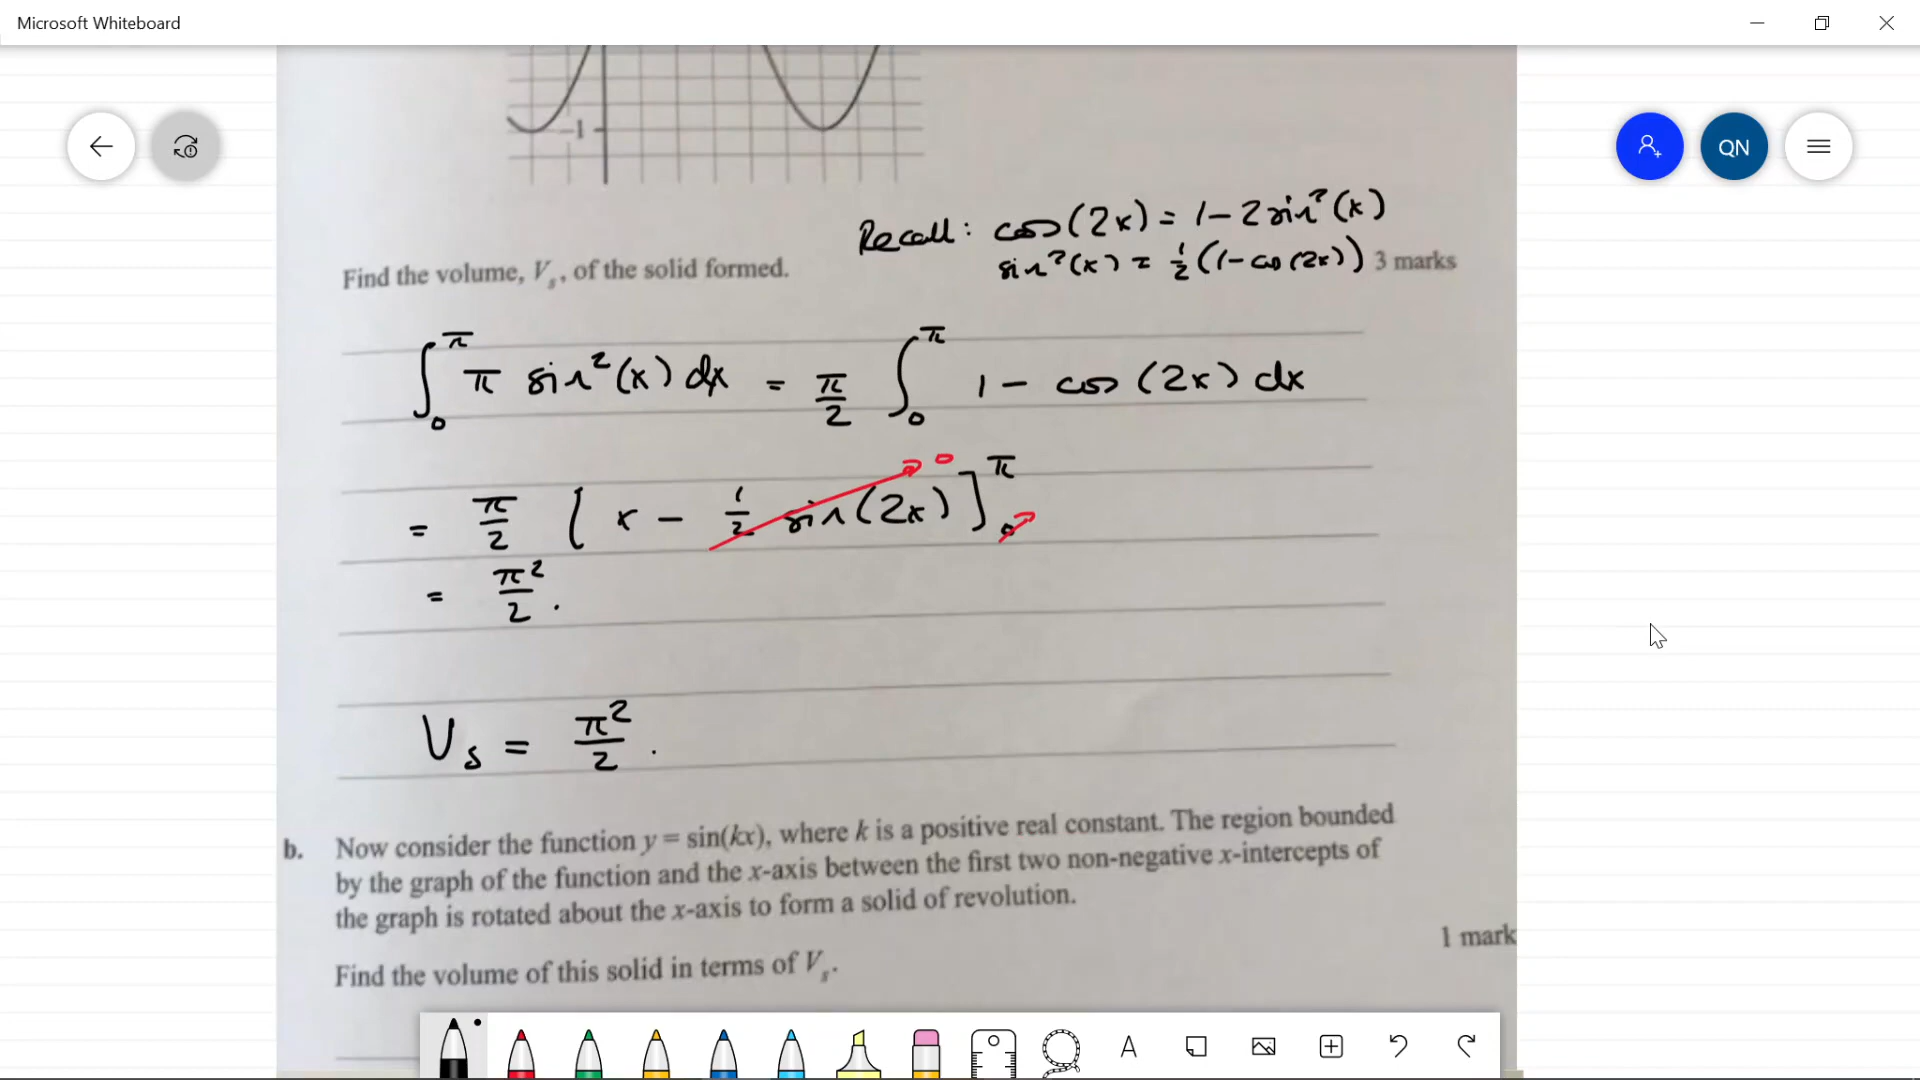 Microsoft Whiteboard
QN
-1
Recall: cos(2x) = 1 - 2 sin²(x)
sin²(x) = ½(1-cos(2x))
Find the volume, Vₛ, of the solid formed. 3 marks
∫₀^π π sin²(x) dx = π/2 ∫₀^π 1 - cos(2x) dx
= π/2 [x - ½ sin(2x)]₀^π 0
= π²/2.
Vₛ = π²/2.
b. Now consider the function y = sin(kx), where k is a positive real constant. The region bounded
by the graph of the function and the x-axis between the first two non-negative x-intercepts of
the graph is rotated about the x-axis to form a solid of revolution.
1 mark
Find the volume of this solid in terms of Vₛ.
A